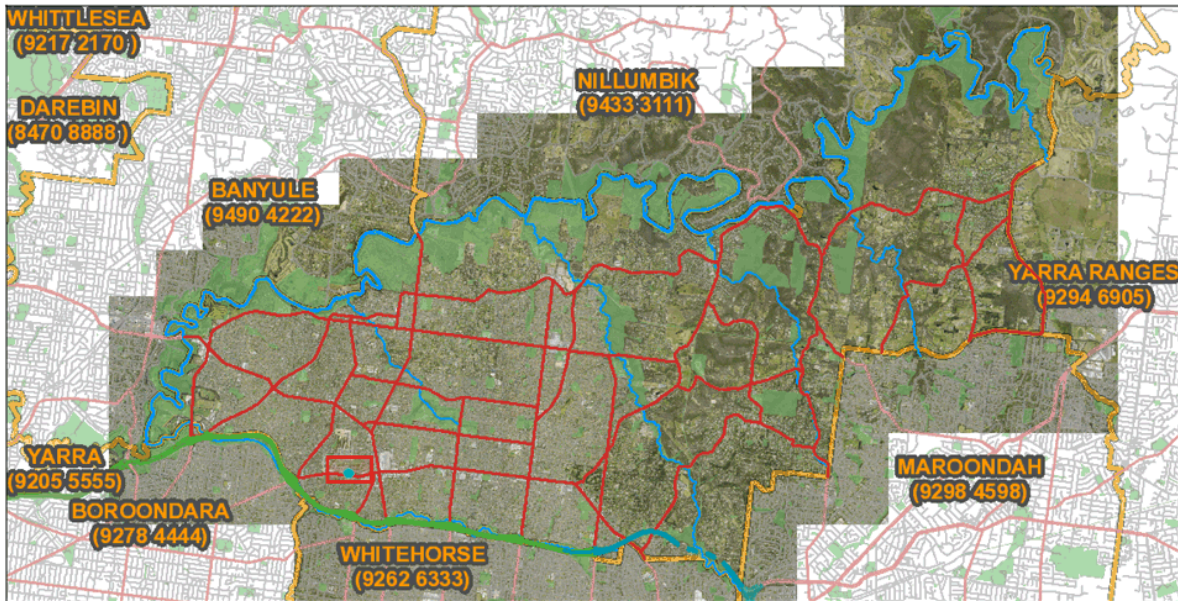 WHITTLESEA
(9217 2170 )
DAREBIN
(8470 8888 )
NILLUMBIK
(9433 3111)
BANYULE
(9490 4222)
YARRA RANGES
(9294 6905)
YARRA
(9205 5555)
BOROONDARA
(9278 4444)
WHITEHORSE
(9262 6333)
MAROONDAH
(9298 4598)